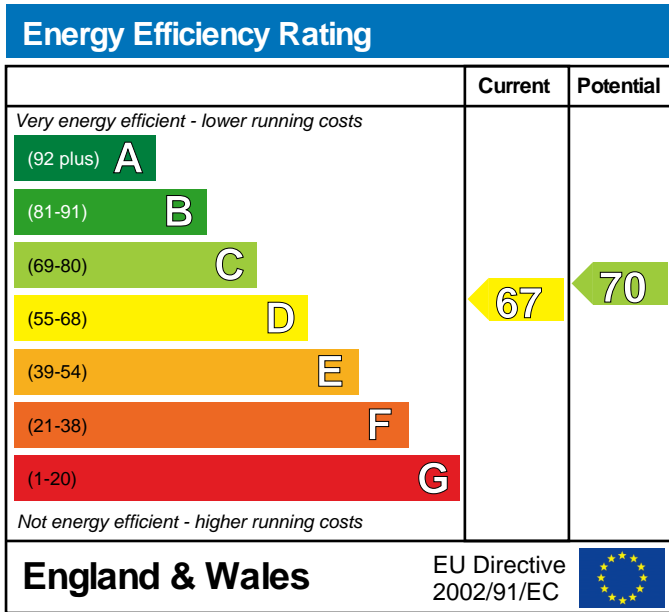 Energy Efficiency Rating
Current Potential
Very energy efficient - lower running costs
(92 plus) A
(81-91) B
(69-80) C
(55-68) D
67
70
(39-54) E
(21-38) F
(1-20) G
Not energy efficient - higher running costs
England & Wales
EU Directive
2002/91/EC